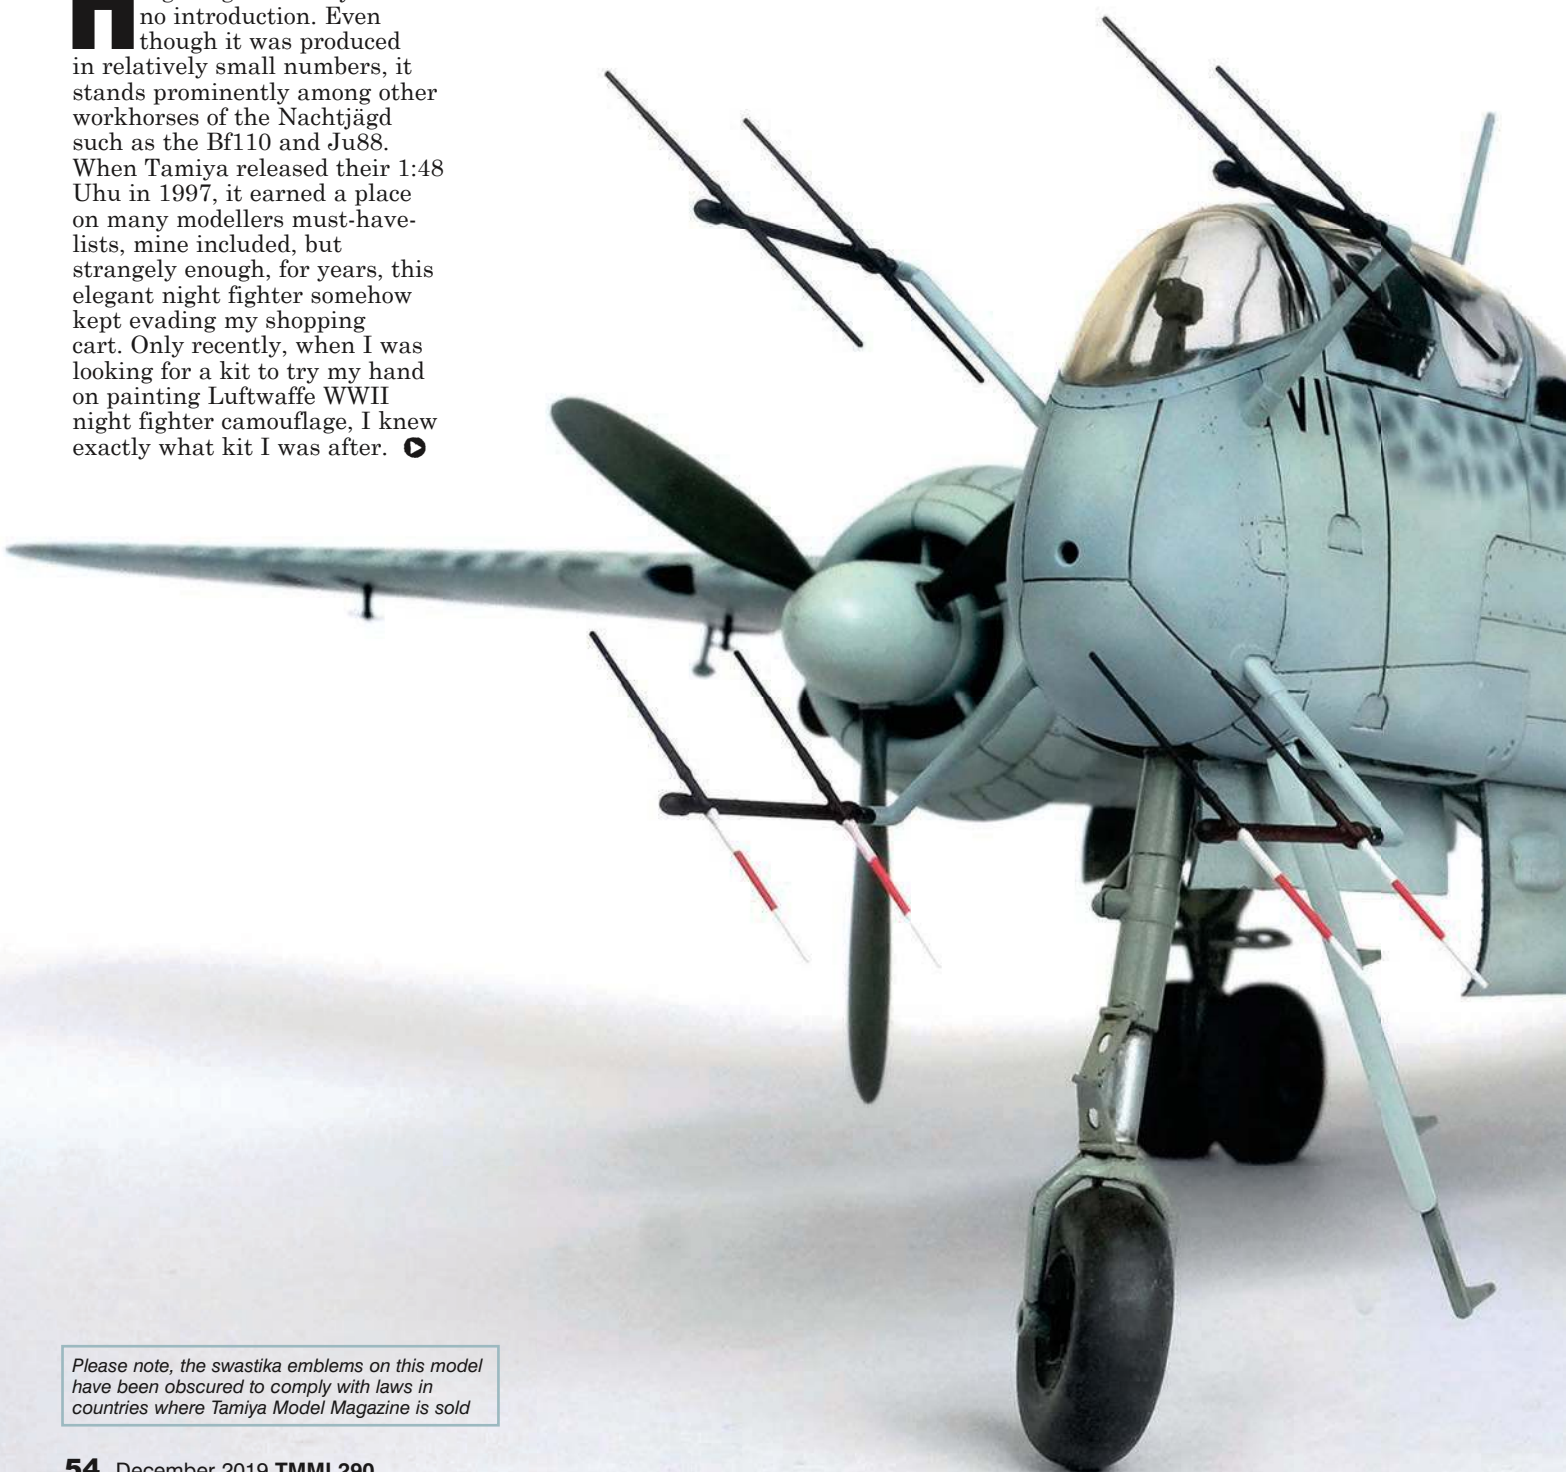 no introduction. Even
though it was produced
in relatively small numbers, it
stands prominently among other
workhorses of the Nachtjägd
such as the Bf110 and Ju88.
When Tamiya released their 1:48
Uhu in 1997, it earned a place
on many modellers must-have-
lists, mine included, but
strangely enough, for years, this
elegant night fighter somehow
kept evading my shopping
cart. Only recently, when I was
looking for a kit to try my hand
on painting Luftwaffe WWII
night fighter camouflage, I knew
exactly what kit I was after.
Please note, the swastika emblems on this model
have been obscured to comply with laws in
countries where Tamiya Model Magazine is sold
54 December 2019 TMMI 290